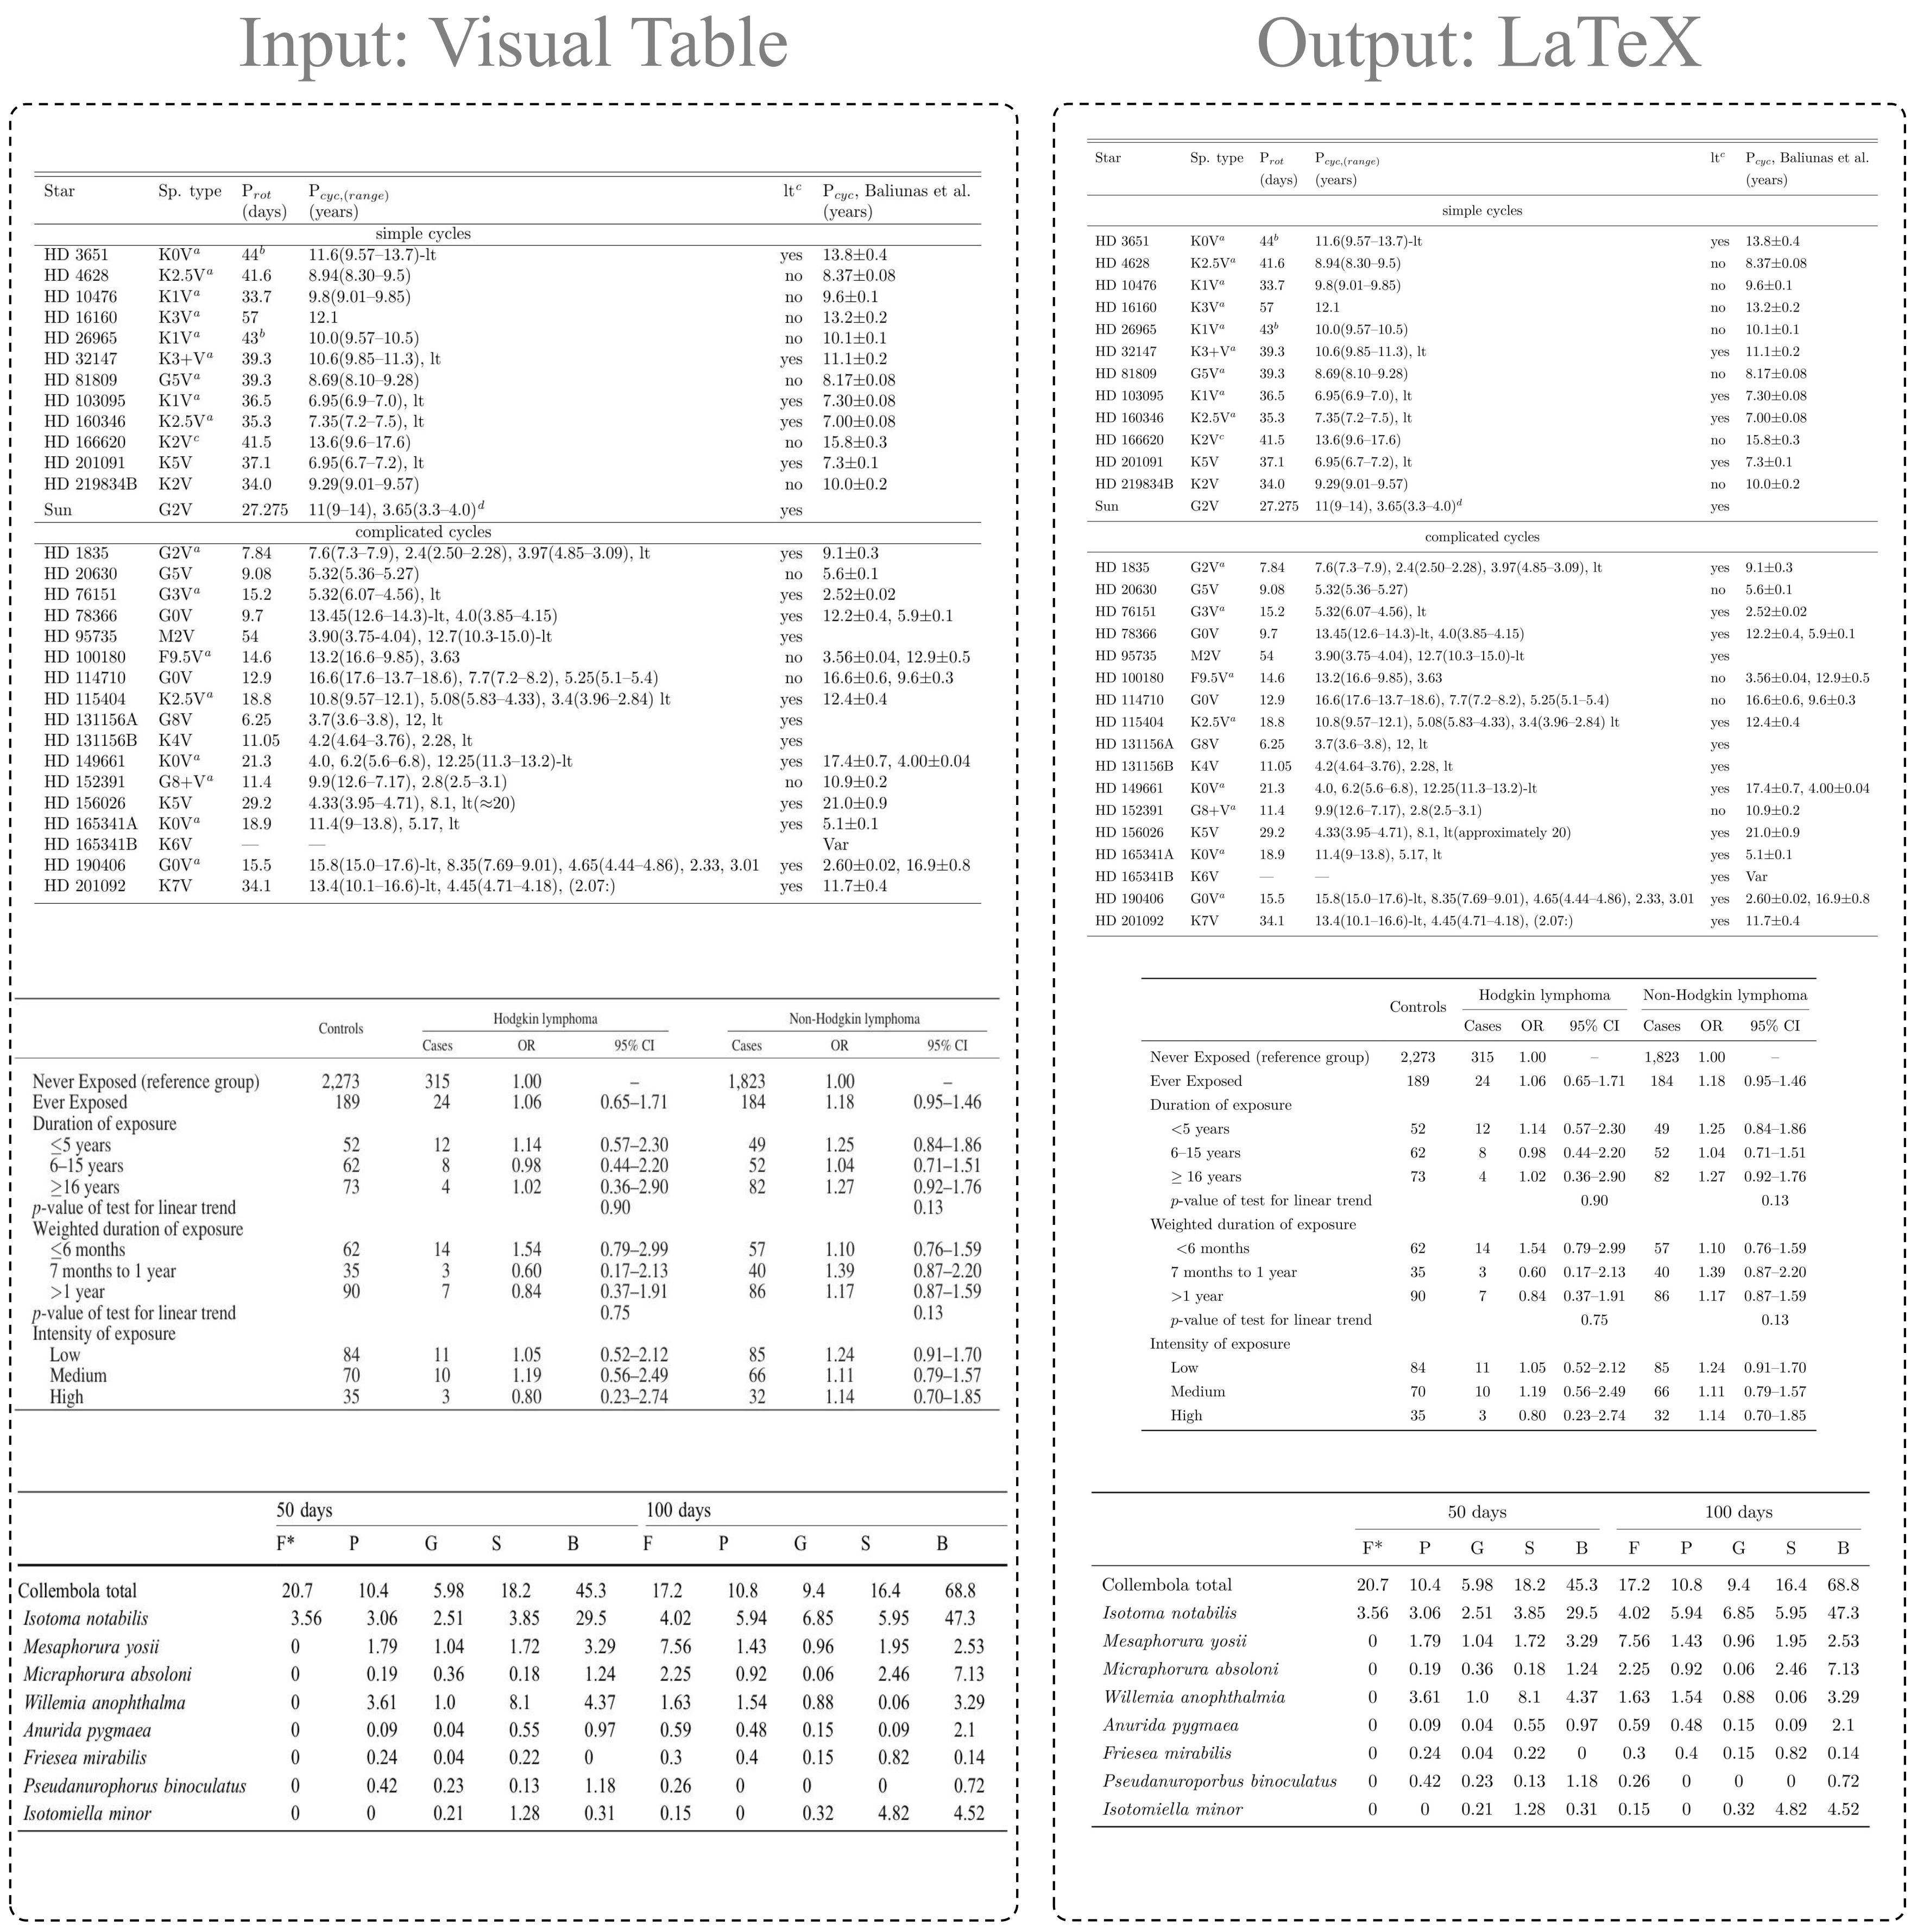 Input: Visual Table
Star Sp. type P_rot P_cyc,(range) lt^c P_cyc, Baliunas et al.
(days) (years) (years)
simple cycles
HD 3651 K0V^a 44^b 11.6(9.57–13.7)-lt yes 13.8±0.4
HD 4628 K2.5V^a 41.6 8.94(8.30–9.5) no 8.37±0.08
HD 10476 K1V^a 33.7 9.8(9.01–9.85) no 9.6±0.1
HD 16160 K3V^a 57 12.1 no 13.2±0.2
HD 26965 K1V^a 43^b 10.0(9.57–10.5) no 10.1±0.1
HD 32147 K3+V^a 39.3 10.6(9.85–11.3), lt yes 11.1±0.2
HD 81809 G5V^a 39.3 8.69(8.10–9.28) no 8.17±0.08
HD 103095 K1V^a 36.5 6.95(6.9–7.0), lt yes 7.30±0.08
HD 160346 K2.5V^a 35.3 7.35(7.2–7.5), lt yes 7.00±0.08
HD 166620 K2V^c 41.5 13.6(9.6–17.6) no 15.8±0.3
HD 201091 K5V 37.1 6.95(6.7–7.2), lt yes 7.3±0.1
HD 219834B K2V 34.0 9.29(9.01–9.57) no 10.0±0.2
Sun G2V 27.275 11(9–14), 3.65(3.3–4.0)^d yes
complicated cycles
HD 1835 G2V^a 7.84 7.6(7.3–7.9), 2.4(2.50–2.28), 3.97(4.85–3.09), lt yes 9.1±0.3
HD 20630 G5V 9.08 5.32(5.36–5.27) no 5.6±0.1
HD 76151 G3V^a 15.2 5.32(6.07–4.56), lt yes 2.52±0.02
HD 78366 G0V 9.7 13.45(12.6–14.3)-lt, 4.0(3.85–4.15) yes 12.2±0.4, 5.9±0.1
HD 95735 M2V 54 3.90(3.75-4.04), 12.7(10.3-15.0)-lt yes
HD 100180 F9.5V^a 14.6 13.2(16.6–9.85), 3.63 no 3.56±0.04, 12.9±0.5
HD 114710 G0V 12.9 16.6(17.6–13.7–18.6), 7.7(7.2–8.2), 5.25(5.1–5.4) no 16.6±0.6, 9.6±0.3
HD 115404 K2.5V^a 18.8 10.8(9.57–12.1), 5.08(5.83–4.33), 3.4(3.96–2.84) lt yes 12.4±0.4
HD 131156A G8V 6.25 3.7(3.6–3.8), 12, lt yes
HD 131156B K4V 11.05 4.2(4.64–3.76), 2.28, lt yes
HD 149661 K0V^a 21.3 4.0, 6.2(5.6–6.8), 12.25(11.3–13.2)-lt yes 17.4±0.7, 4.00±0.04
HD 152391 G8+V^a 11.4 9.9(12.6–7.17), 2.8(2.5–3.1) no 10.9±0.2
HD 156026 K5V 29.2 4.33(3.95–4.71), 8.1, lt(≈20) yes 21.0±0.9
HD 165341A K0V^a 18.9 11.4(9–13.8), 5.17, lt yes 5.1±0.1
HD 165341B K6V — — Var
HD 190406 G0V^a 15.5 15.8(15.0–17.6)-lt, 8.35(7.69–9.01), 4.65(4.44–4.86), 2.33, 3.01 yes 2.60±0.02, 16.9±0.8
HD 201092 K7V 34.1 13.4(10.1–16.6)-lt, 4.45(4.71–4.18), (2.07:) yes 11.7±0.4
Controls Hodgkin lymphoma Non-Hodgkin lymphoma
Cases OR 95% CI Cases OR 95% CI
Never Exposed (reference group) 2,273 315 1.00 – 1,823 1.00 –
Ever Exposed 189 24 1.06 0.65–1.71 184 1.18 0.95–1.46
Duration of exposure
≤5 years 52 12 1.14 0.57–2.30 49 1.25 0.84–1.86
6–15 years 62 8 0.98 0.44–2.20 52 1.04 0.71–1.51
≥16 years 73 4 1.02 0.36–2.90 82 1.27 0.92–1.76
p-value of test for linear trend 0.90 0.13
Weighted duration of exposure
≤6 months 62 14 1.54 0.79–2.99 57 1.10 0.76–1.59
7 months to 1 year 35 3 0.60 0.17–2.13 40 1.39 0.87–2.20
>1 year 90 7 0.84 0.37–1.91 86 1.17 0.87–1.59
p-value of test for linear trend 0.75 0.13
Intensity of exposure
Low 84 11 1.05 0.52–2.12 85 1.24 0.91–1.70
Medium 70 10 1.19 0.56–2.49 66 1.11 0.79–1.57
High 35 3 0.80 0.23–2.74 32 1.14 0.70–1.85
50 days 100 days
F* P G S B F P G S B
Collembola total 20.7 10.4 5.98 18.2 45.3 17.2 10.8 9.4 16.4 68.8
Isotoma notabilis 3.56 3.06 2.51 3.85 29.5 4.02 5.94 6.85 5.95 47.3
Mesaphorura yosii 0 1.79 1.04 1.72 3.29 7.56 1.43 0.96 1.95 2.53
Micraphorura absoloni 0 0.19 0.36 0.18 1.24 2.25 0.92 0.06 2.46 7.13
Willemia anophthalma 0 3.61 1.0 8.1 4.37 1.63 1.54 0.88 0.06 3.29
Anurida pygmaea 0 0.09 0.04 0.55 0.97 0.59 0.48 0.15 0.09 2.1
Friesea mirabilis 0 0.24 0.04 0.22 0 0.3 0.4 0.15 0.82 0.14
Pseudanurophorus binoculatus 0 0.42 0.23 0.13 1.18 0.26 0 0 0 0.72
Isotomiella minor 0 0 0.21 1.28 0.31 0.15 0 0.32 4.82 4.52
Output: LaTeX
Star Sp. type P_rot P_cyc,(range) lt^c P_cyc, Baliunas et al.
(days) (years) (years)
simple cycles
HD 3651 K0V^a 44^b 11.6(9.57–13.7)-lt yes 13.8±0.4
HD 4628 K2.5V^a 41.6 8.94(8.30–9.5) no 8.37±0.08
HD 10476 K1V^a 33.7 9.8(9.01–9.85) no 9.6±0.1
HD 16160 K3V^a 57 12.1 no 13.2±0.2
HD 26965 K1V^a 43^b 10.0(9.57–10.5) no 10.1±0.1
HD 32147 K3+V^a 39.3 10.6(9.85–11.3), lt yes 11.1±0.2
HD 81809 G5V^a 39.3 8.69(8.10–9.28) no 8.17±0.08
HD 103095 K1V^a 36.5 6.95(6.9–7.0), lt yes 7.30±0.08
HD 160346 K2.5V^a 35.3 7.35(7.2–7.5), lt yes 7.00±0.08
HD 166620 K2V^c 41.5 13.6(9.6–17.6) no 15.8±0.3
HD 201091 K5V 37.1 6.95(6.7–7.2), lt yes 7.3±0.1
HD 219834B K2V 34.0 9.29(9.01–9.57) no 10.0±0.2
Sun G2V 27.275 11(9–14), 3.65(3.3–4.0)^d yes
complicated cycles
HD 1835 G2V^a 7.84 7.6(7.3–7.9), 2.4(2.50–2.28), 3.97(4.85–3.09), lt yes 9.1±0.3
HD 20630 G5V 9.08 5.32(5.36–5.27) no 5.6±0.1
HD 76151 G3V^a 15.2 5.32(6.07–4.56), lt yes 2.52±0.02
HD 78366 G0V 9.7 13.45(12.6–14.3)-lt, 4.0(3.85–4.15) yes 12.2±0.4, 5.9±0.1
HD 95735 M2V 54 3.90(3.75–4.04), 12.7(10.3–15.0)-lt yes
HD 100180 F9.5V^a 14.6 13.2(16.6–9.85), 3.63 no 3.56±0.04, 12.9±0.5
HD 114710 G0V 12.9 16.6(17.6–13.7–18.6), 7.7(7.2–8.2), 5.25(5.1–5.4) no 16.6±0.6, 9.6±0.3
HD 115404 K2.5V^a 18.8 10.8(9.57–12.1), 5.08(5.83–4.33), 3.4(3.96–2.84) lt yes 12.4±0.4
HD 131156A G8V 6.25 3.7(3.6–3.8), 12, lt yes
HD 131156B K4V 11.05 4.2(4.64–3.76), 2.28, lt yes
HD 149661 K0V^a 21.3 4.0, 6.2(5.6–6.8), 12.25(11.3–13.2)-lt yes 17.4±0.7, 4.00±0.04
HD 152391 G8+V^a 11.4 9.9(12.6–7.17), 2.8(2.5–3.1) no 10.9±0.2
HD 156026 K5V 29.2 4.33(3.95–4.71), 8.1, lt(approximately 20) yes 21.0±0.9
HD 165341A K0V^a 18.9 11.4(9–13.8), 5.17, lt yes 5.1±0.1
HD 165341B K6V — — yes Var
HD 190406 G0V^a 15.5 15.8(15.0–17.6)-lt, 8.35(7.69–9.01), 4.65(4.44–4.86), 2.33, 3.01 yes 2.60±0.02, 16.9±0.8
HD 201092 K7V 34.1 13.4(10.1–16.6)-lt, 4.45(4.71–4.18), (2.07:) yes 11.7±0.4
Controls Hodgkin lymphoma Non-Hodgkin lymphoma
Cases OR 95% CI Cases OR 95% CI
Never Exposed (reference group) 2,273 315 1.00 – 1,823 1.00 –
Ever Exposed 189 24 1.06 0.65–1.71 184 1.18 0.95–1.46
Duration of exposure
<5 years 52 12 1.14 0.57–2.30 49 1.25 0.84–1.86
6–15 years 62 8 0.98 0.44–2.20 52 1.04 0.71–1.51
≥ 16 years 73 4 1.02 0.36–2.90 82 1.27 0.92–1.76
p-value of test for linear trend 0.90 0.13
Weighted duration of exposure
<6 months 62 14 1.54 0.79–2.99 57 1.10 0.76–1.59
7 months to 1 year 35 3 0.60 0.17–2.13 40 1.39 0.87–2.20
>1 year 90 7 0.84 0.37–1.91 86 1.17 0.87–1.59
p-value of test for linear trend 0.75 0.13
Intensity of exposure
Low 84 11 1.05 0.52–2.12 85 1.24 0.91–1.70
Medium 70 10 1.19 0.56–2.49 66 1.11 0.79–1.57
High 35 3 0.80 0.23–2.74 32 1.14 0.70–1.85
50 days 100 days
F* P G S B F P G S B
Collembola total 20.7 10.4 5.98 18.2 45.3 17.2 10.8 9.4 16.4 68.8
Isotoma notabilis 3.56 3.06 2.51 3.85 29.5 4.02 5.94 6.85 5.95 47.3
Mesaphorura yosii 0 1.79 1.04 1.72 3.29 7.56 1.43 0.96 1.95 2.53
Micraphorura absoloni 0 0.19 0.36 0.18 1.24 2.25 0.92 0.06 2.46 7.13
Willemia anophthalmia 0 3.61 1.0 8.1 4.37 1.63 1.54 0.88 0.06 3.29
Anurida pygmaea 0 0.09 0.04 0.55 0.97 0.59 0.48 0.15 0.09 2.1
Friesea mirabilis 0 0.24 0.04 0.22 0 0.3 0.4 0.15 0.82 0.14
Pseudanuroporbus binoculatus 0 0.42 0.23 0.13 1.18 0.26 0 0 0 0.72
Isotomiella minor 0 0 0.21 1.28 0.31 0.15 0 0.32 4.82 4.52